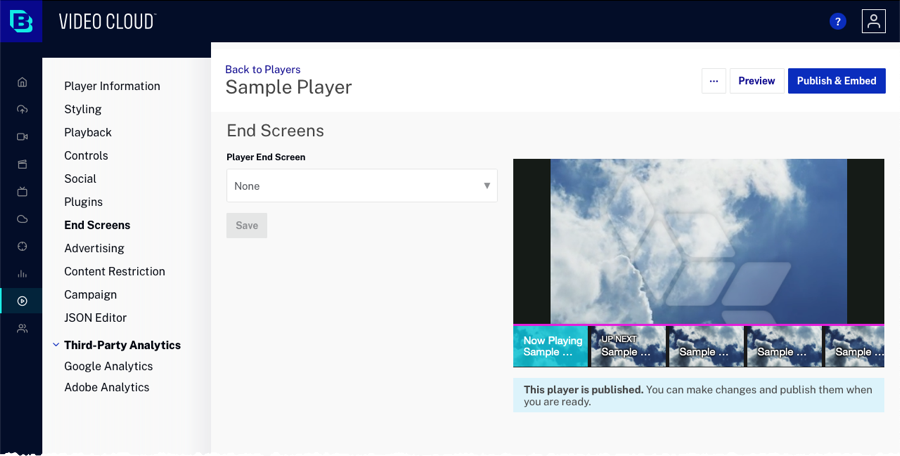 VIDEO CLOUD™
?
Player Information
Styling
Playback
Controls
Social
Plugins
End Screens
Advertising
Content Restriction
Campaign
JSON Editor
Third-Party Analytics
Google Analytics
Adobe Analytics
Back to Players
Sample Player
...
Preview
Publish & Embed
End Screens
Player End Screen
None
Save
Now Playing
Sample ...
UP NEXT
Sample ...
Sample ...
Sample ...
Sample ...
This player is published. You can make changes and publish them when
you are ready.